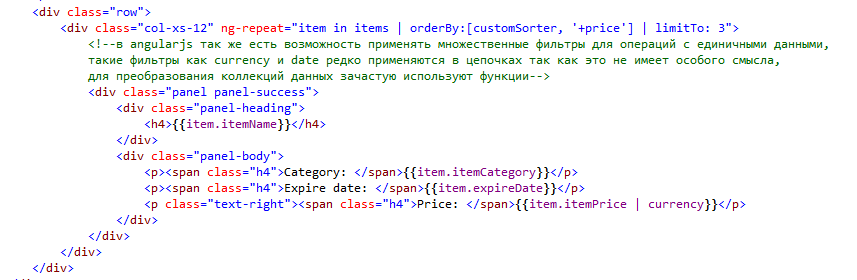 <div class="row">
<div class="col-xs-12" ng-repeat="item in items | orderBy:[customSorter, '+price'] | limitTo: 3">
<!--в angularjs так же есть возможность применять множественные фильтры для операций с единичными данными,
такие фильтры как currency и date редко применяются в цепочках так как это не имеет особого смысла,
для преобразования коллекций данных зачастую используют функции-->
<div class="panel panel-success">
<div class="panel-heading">
<h4>{{item.itemName}}</h4>
</div>
<div class="panel-body">
<p><span class="h4">Category: </span>{{item.itemCategory}}</p>
<p><span class="h4">Expire date: </span>{{item.expireDate}}</p>
<p class="text-right"><span class="h4">Price: </span>{{item.itemPrice | currency}}</p>
</div>
</div>
</div>
</div>